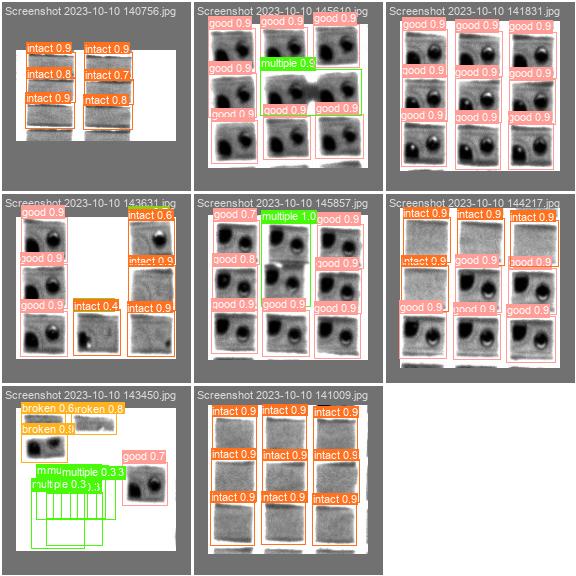 Screenshot 2023-10-10 140756.jpg
intact 0.9 intact 0.9
intact 0.8 intact 0.7
intact 0.9 intact 0.8
Screenshot 2023-10-10 145610.jpg
good 0.9 good 0.9 good 0.9
good 0.9 multiple 0.9
good 0.9 good 0.9 good 0.9
Screenshot 2023-10-10 141831.jpg
good 0.9 good 0.9 good 0.9
good 0.9 good 0.9 good 0.9
good 0.9 good 0.9 good 0.9
Screenshot 2023-10-10 143631.jpg
good 0.9 intact 0.6
good 0.9 intact 0.9
good 0.9 intact 0.4 intact 0.9
Screenshot 2023-10-10 145857.jpg
good 0.7 multiple 1.0 good 0.9
good 0.8 good 0.9
good 0.9 good 0.9
Screenshot 2023-10-10 144217.jpg
intact 0.9 intact 0.9 intact 0.9
intact 0.9 good 0.9 good 0.9
good 0.9 good 0.9 good 0.9
Screenshot 2023-10-10 143450.jpg
broken 0.6 broken 0.8
broken 0.9
good 0.7
multiple 0.3
multiple 0.3
Screenshot 2023-10-10 141009.jpg
intact 0.9 intact 0.9 intact 0.9
intact 0.9 intact 0.9 intact 0.9
intact 0.9 intact 0.9 intact 0.9